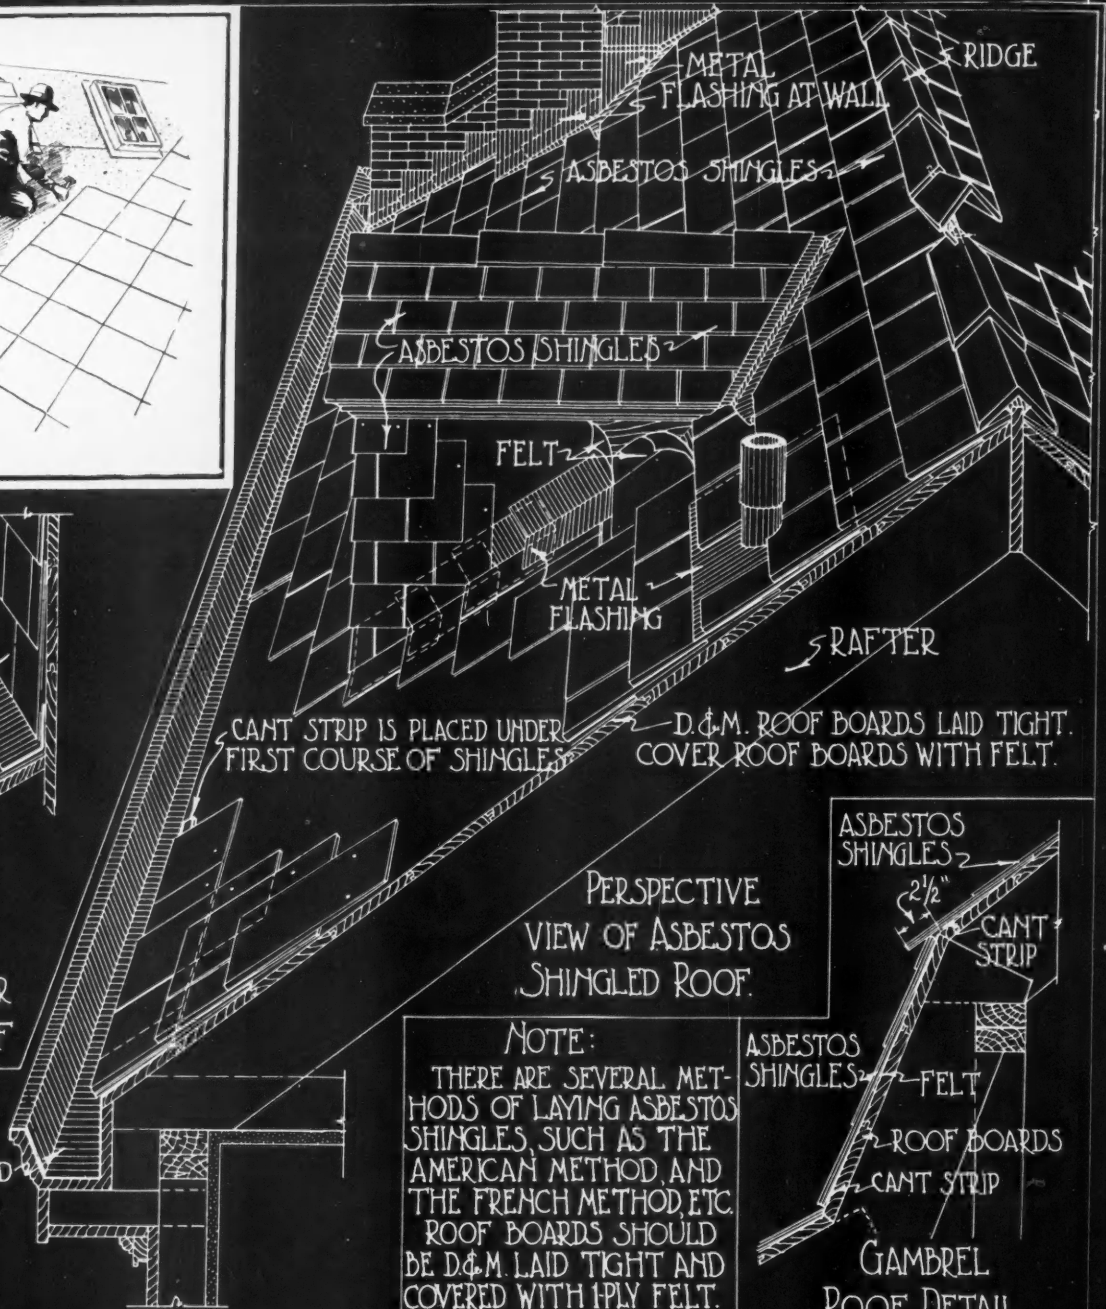 RIDGE
METAL
FLASHING AT WALL
ASBESTOS SHINGLES
ASBESTOS SHINGLES
FELT
METAL
FLASHING
RAFTER
CANT STRIP IS PLACED UNDER
FIRST COURSE OF SHINGLES
D.&M. ROOF BOARDS LAID TIGHT.
COVER ROOF BOARDS WITH FELT.
PERSPECTIVE
VIEW OF ASBESTOS
SHINGLED ROOF.
NOTE:
THERE ARE SEVERAL MET-
HODS OF LAYING ASBESTOS
SHINGLES, SUCH AS THE
AMERICAN METHOD, AND
THE FRENCH METHOD, ETC.
ROOF BOARDS SHOULD
BE D.&M. LAID TIGHT AND
COVERED WITH 1-PLY FELT.
ASBESTOS
SHINGLES
2½"
CANT
STRIP
ASBESTOS
SHINGLES
FELT
ROOF BOARDS
CANT STRIP
GAMBREL
ROOF DETAIL